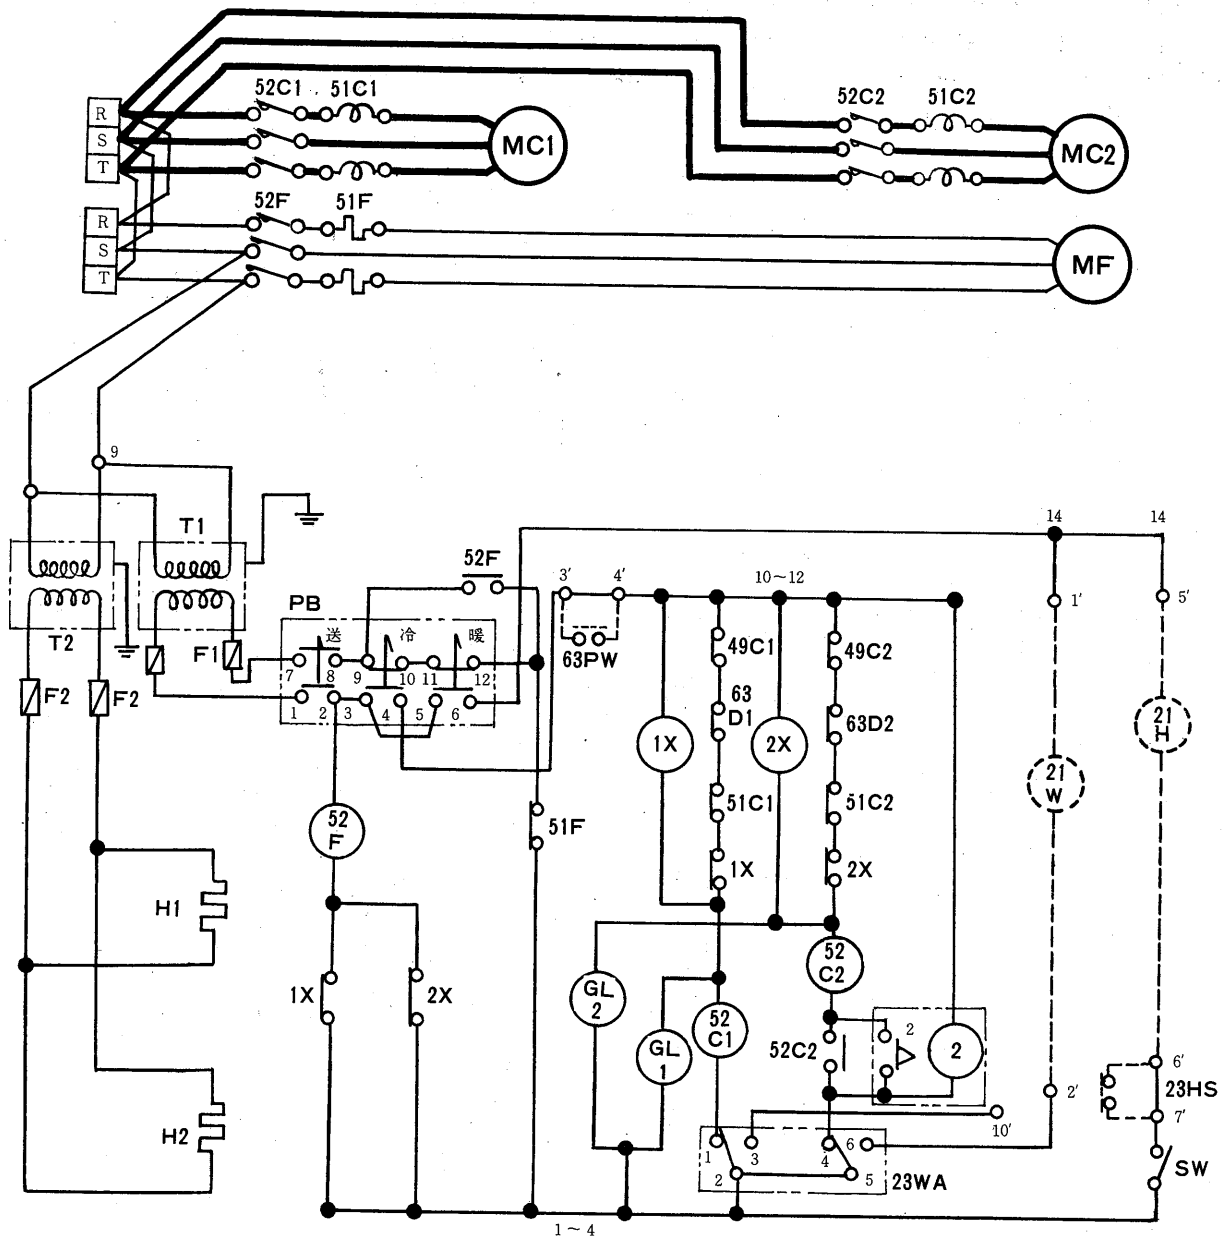 52C1 51C1
52C2 51C2
R
S
T
MC1
MC2
52F 51F
R
S
T
MF
9
T1
14 14
52F
3′ 4′ 10～12
1′ 5′
PB
送 冷 暖
T2
F1
7 8 9 10 11 12
63PW
49C1 49C2
F2 F2
1 2 3 4 5 6
63
D1
63D2
21
H
1X 2X
21
W
51C1 51C2
52
F
51F
1X 2X
H1
52
C2
1X 2X
GL
2
52
C1
GL
1
52C2
2
2
6′
2′
23HS
7′
10′
H2
1 3 4 6
2 5
23WA
SW
1～4